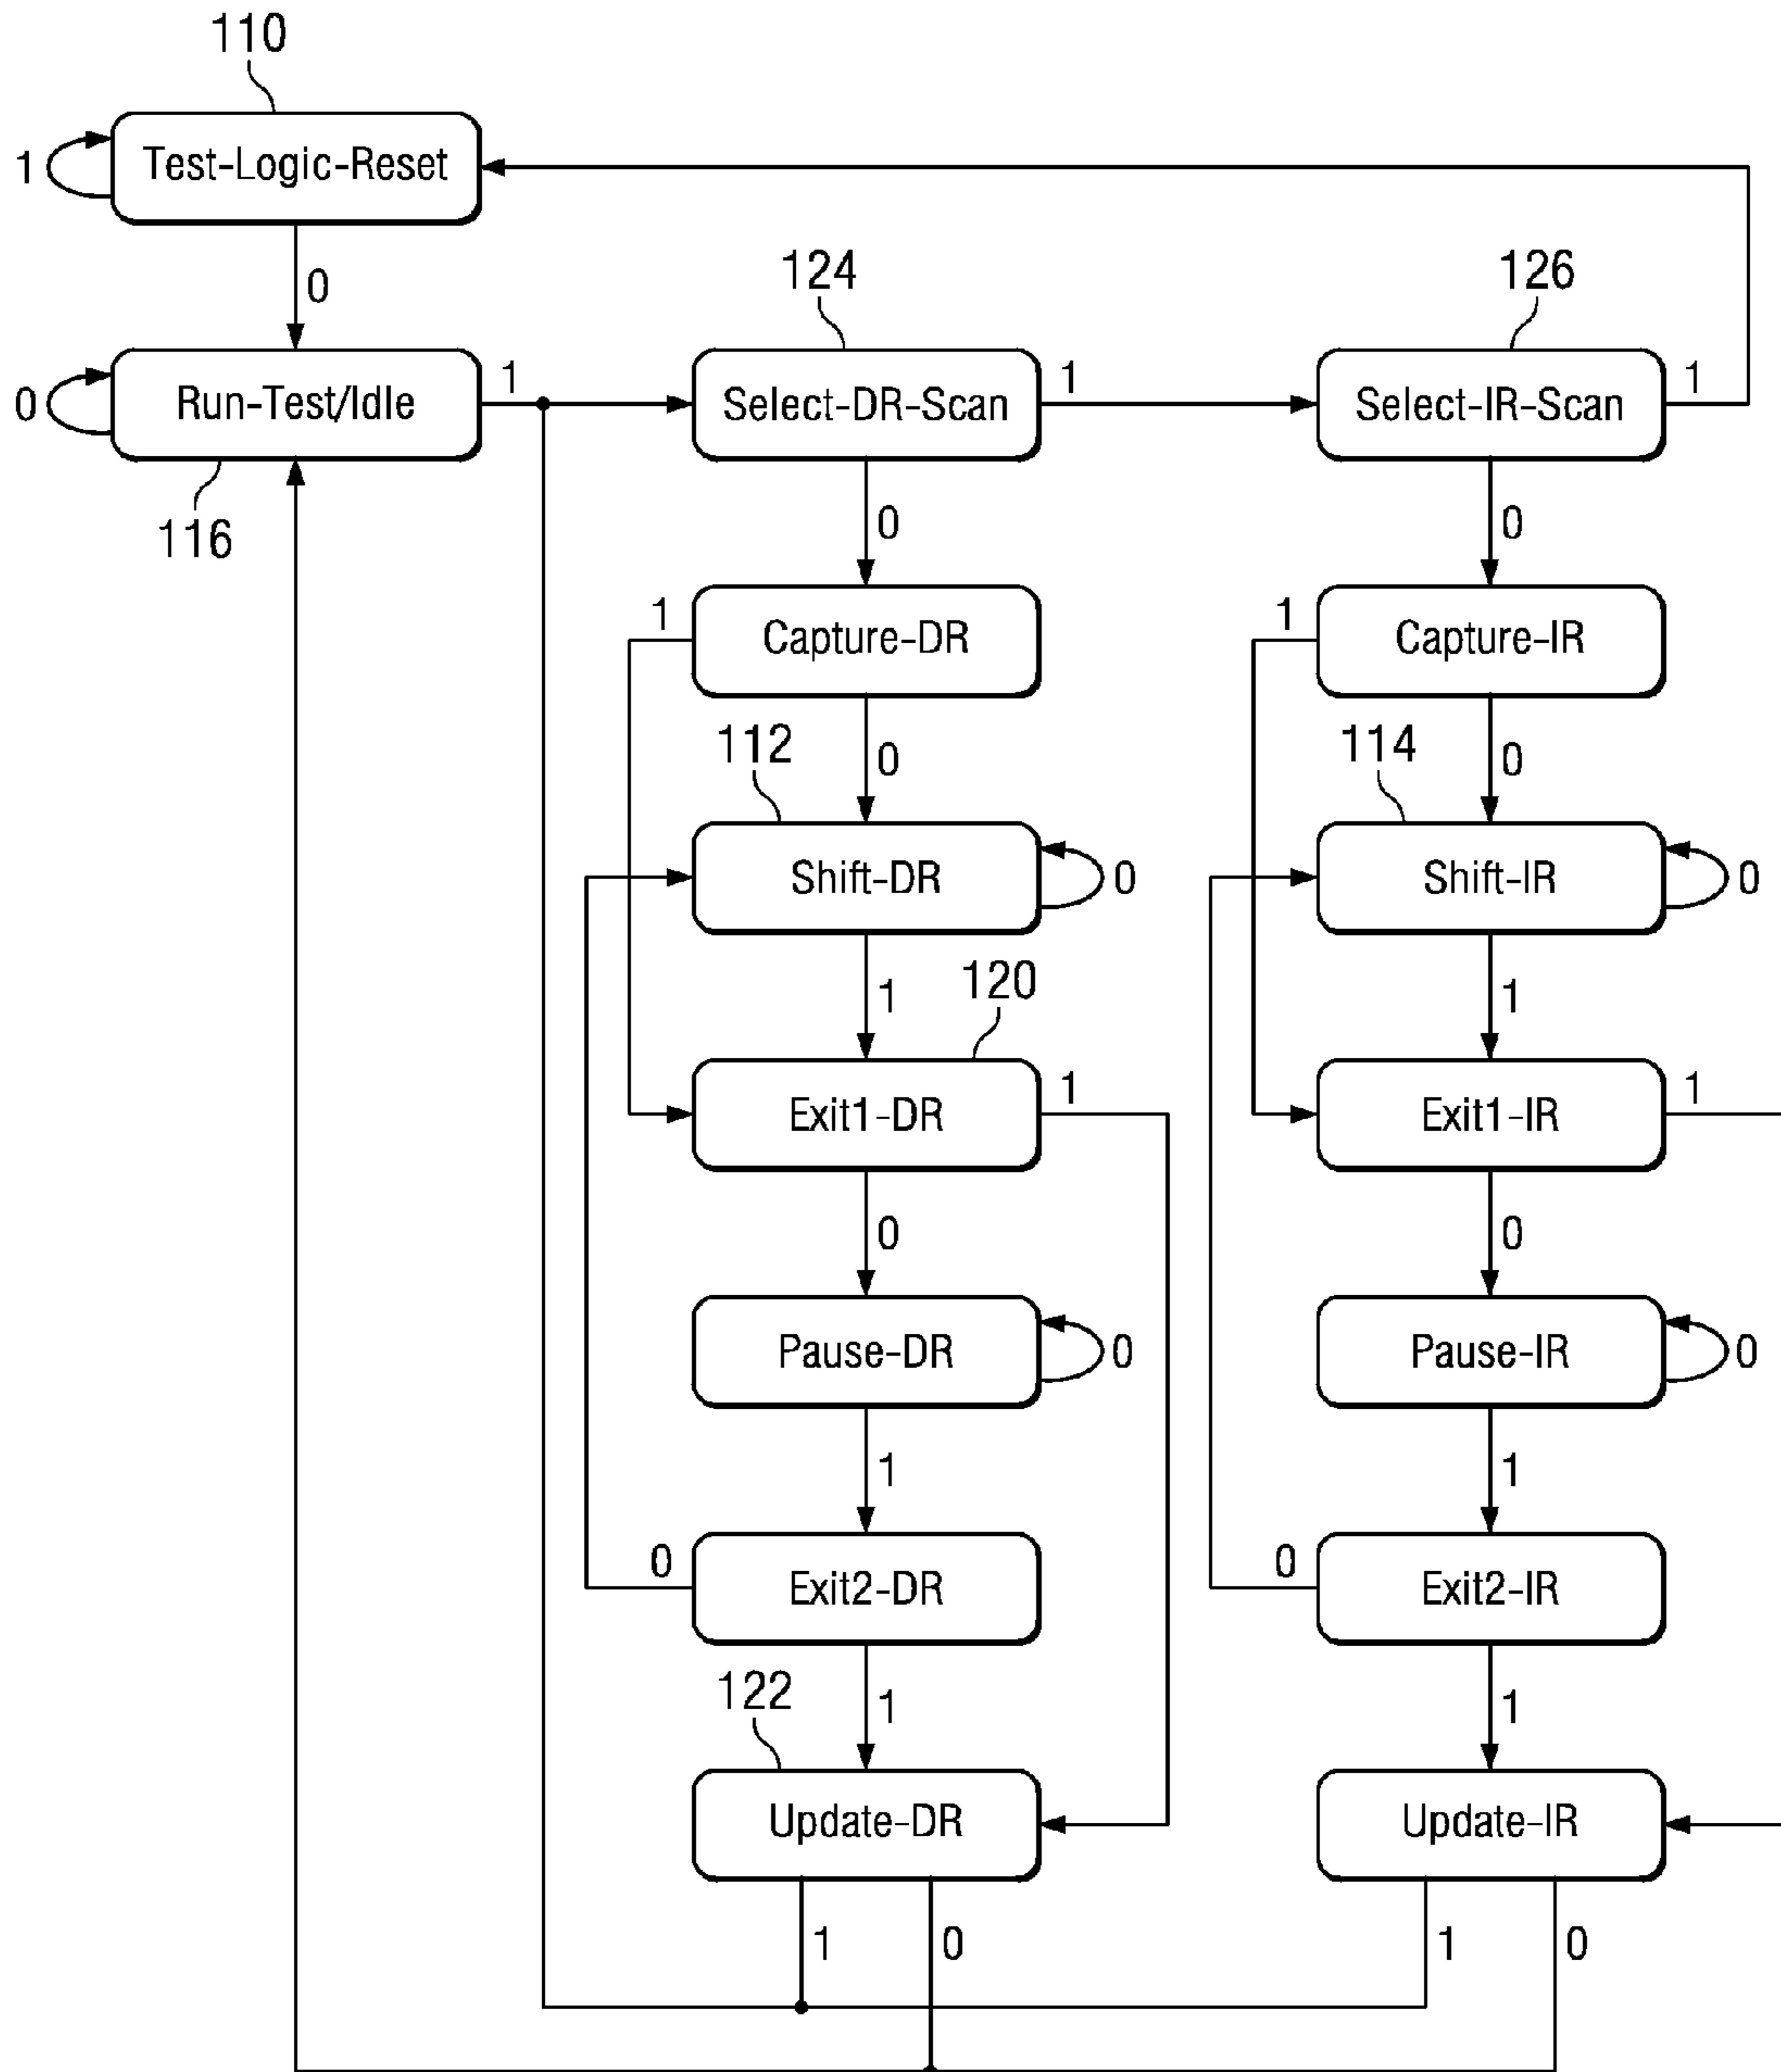 110
Test-Logic-Reset
1
0
124
126
Run-Test/Idle
0
1
Select-DR-Scan
1
Select-IR-Scan
1
116
0
0
1
Capture-DR
1
Capture-IR
112
0
114
0
Shift-DR
0
Shift-IR
0
1
120
1
Exit1-DR
1
Exit1-IR
1
0
0
Pause-DR
0
Pause-IR
0
1
1
0
Exit2-DR
0
Exit2-IR
122
1
1
Update-DR
Update-IR
1
0
1
0